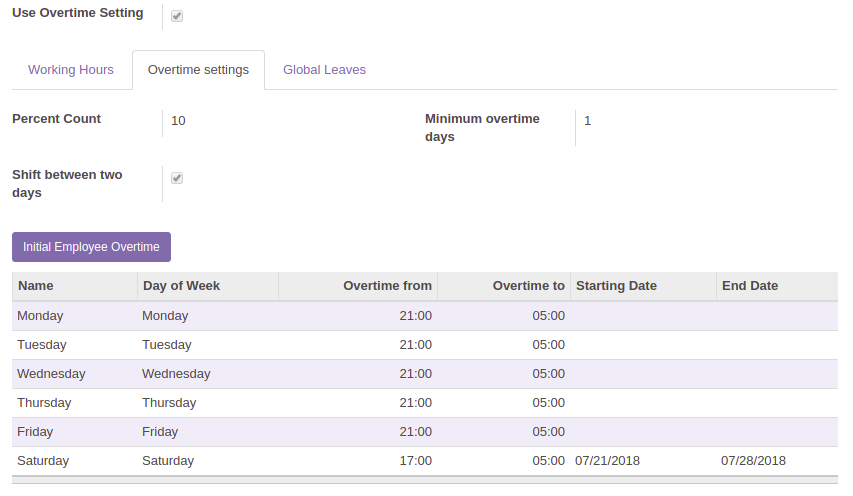 Use Overtime Setting
Working Hours Overtime settings Global Leaves
Percent Count 10 Minimum overtime 1
days
Shift between two
days
Initial Employee Overtime
Name Day of Week Overtime from Overtime to Starting Date End Date
Monday Monday 21:00 05:00
Tuesday Tuesday 21:00 05:00
Wednesday Wednesday 21:00 05:00
Thursday Thursday 21:00 05:00
Friday Friday 21:00 05:00
Saturday Saturday 17:00 05:00 07/21/2018 07/28/2018